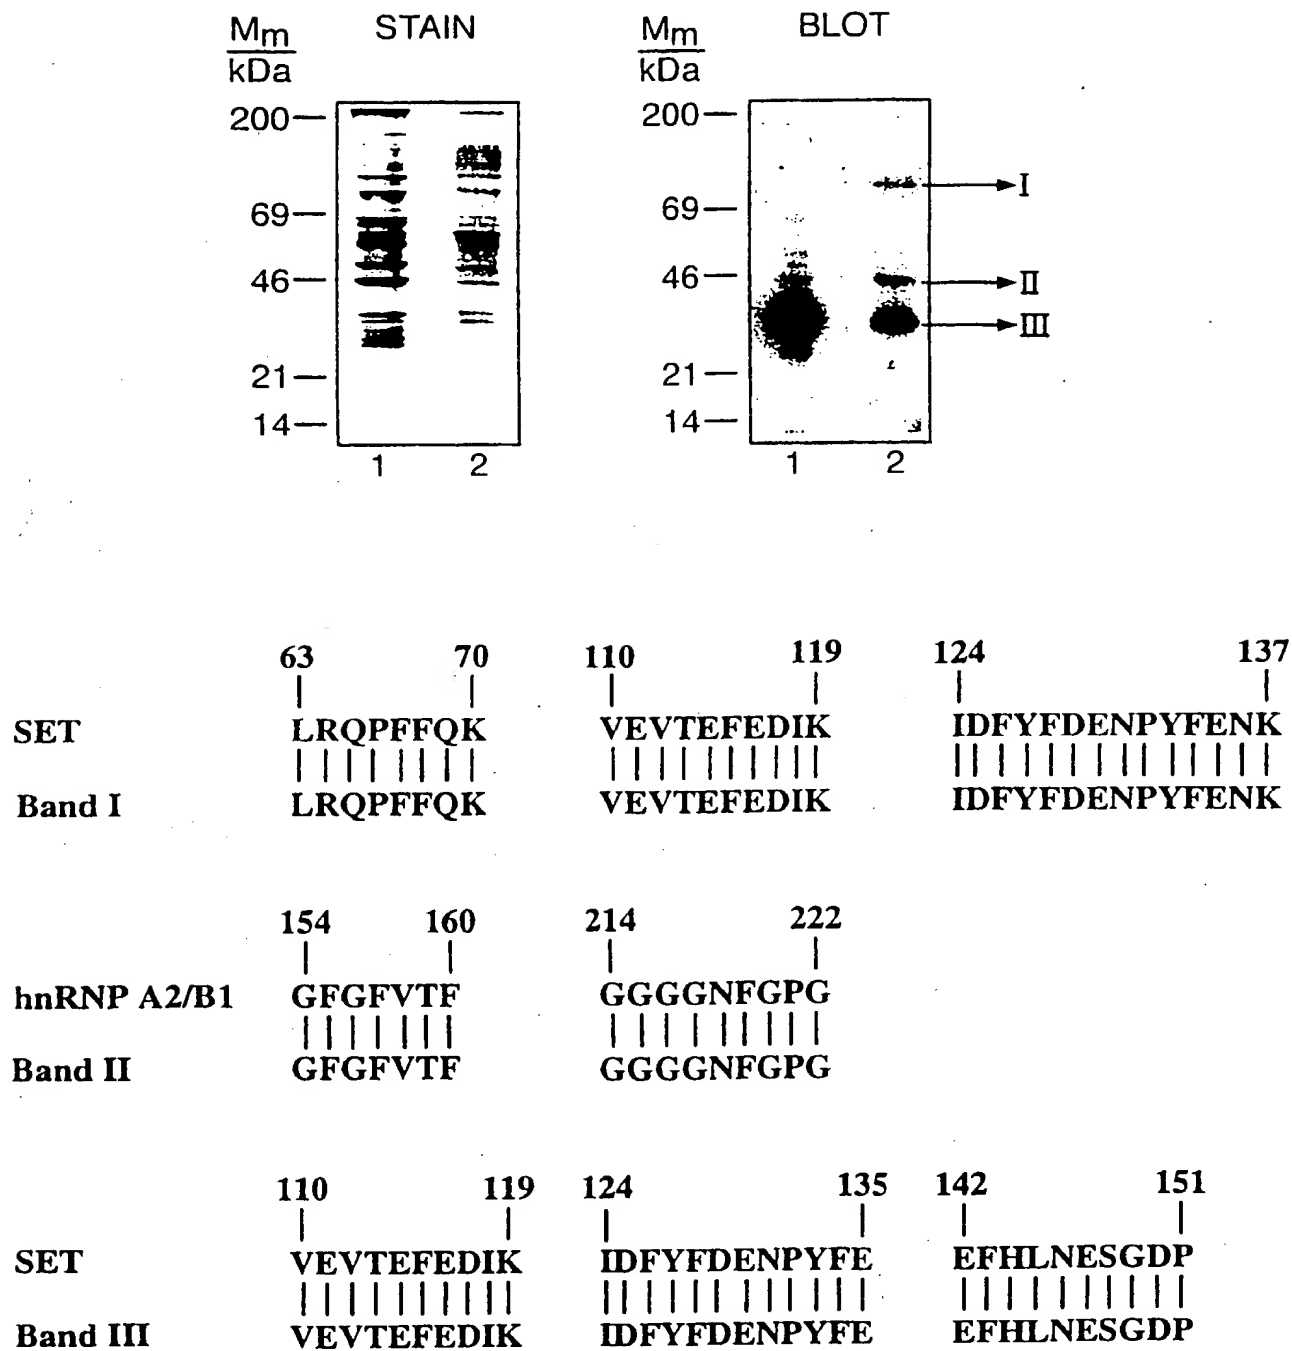 Mm STAIN Mm BLOT
kDa kDa
200 200
I
69 69
46 46
II
III
21 21
14 14
1 2 1 2
63 70 110 119 124 137
SET LRQPFFQK VEVTEFEDIK IDFYFDENPYFENK
Band I LRQPFFQK VEVTEFEDIK IDFYFDENPYFENK
154 160 214 222
hnRNP A2/B1 GFGFVTF GGGGNFGPG
Band II GFGFVTF GGGGNFGPG
110 119 124 135 142 151
SET VEVTEFEDIK IDFYFDENPYFE EFHLNESGDP
Band III VEVTEFEDIK IDFYFDENPYFE EFHLNESGDP